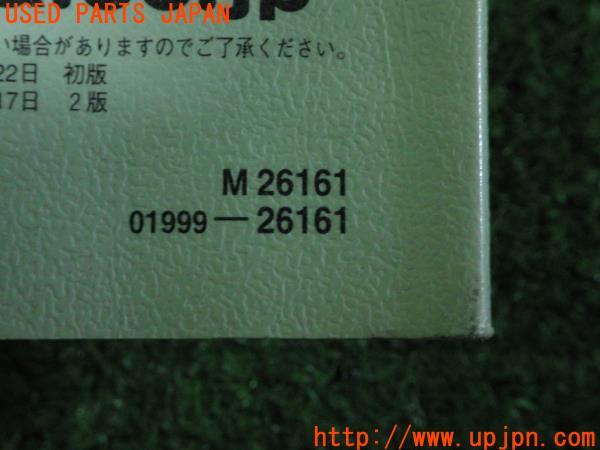 USED PARTS JAPAN
い場合がありますのでご了承ください。
22日 初版
17日 2版
M 26161
01999—26161
http://www.upjpn.com/